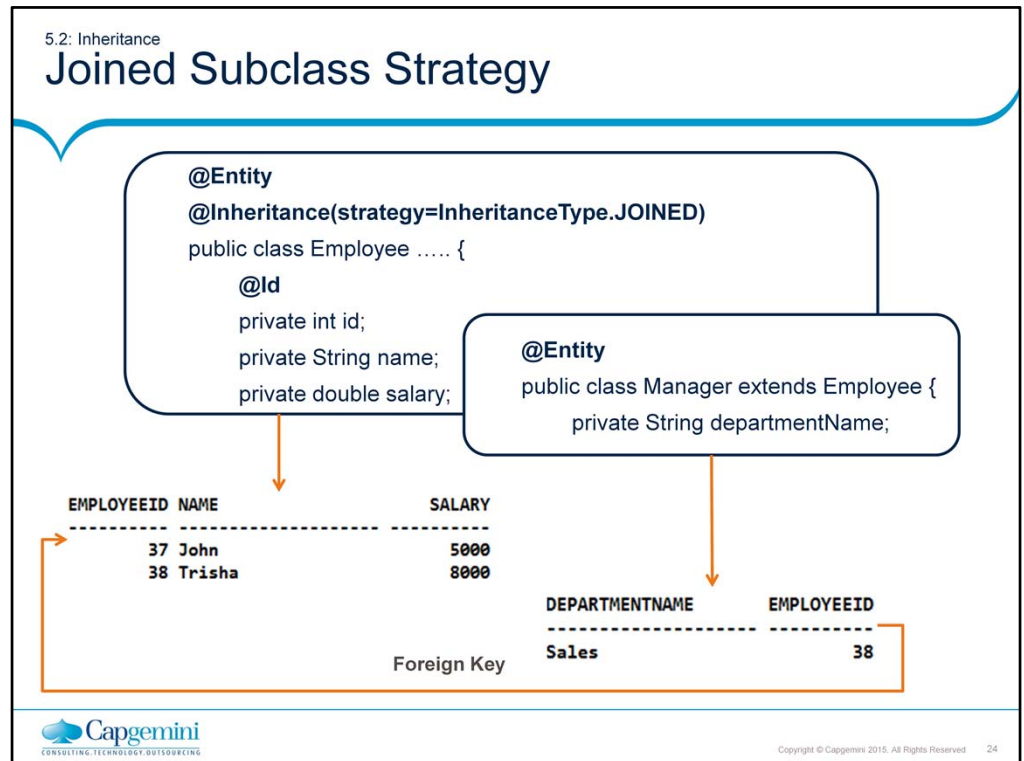 5.2: Inheritance
Joined Subclass Strategy
@Entity
@Inheritance(strategy=InheritanceType.JOINED)
public class Employee ….. {
@Id
private int id;
private String name;
private double salary;
@Entity
public class Manager extends Employee {
private String departmentName;
EMPLOYEEID NAME SALARY
---------- -------------------- ----------
37 John 5000
38 Trisha 8000
DEPARTMENTNAME EMPLOYEEID
-------------------- ----------
Sales 38
Foreign Key
Capgemini
CONSULTING.TECHNOLOGY.OUTSOURCING
Copyright © Capgemini 2015. All Rights Reserved 24